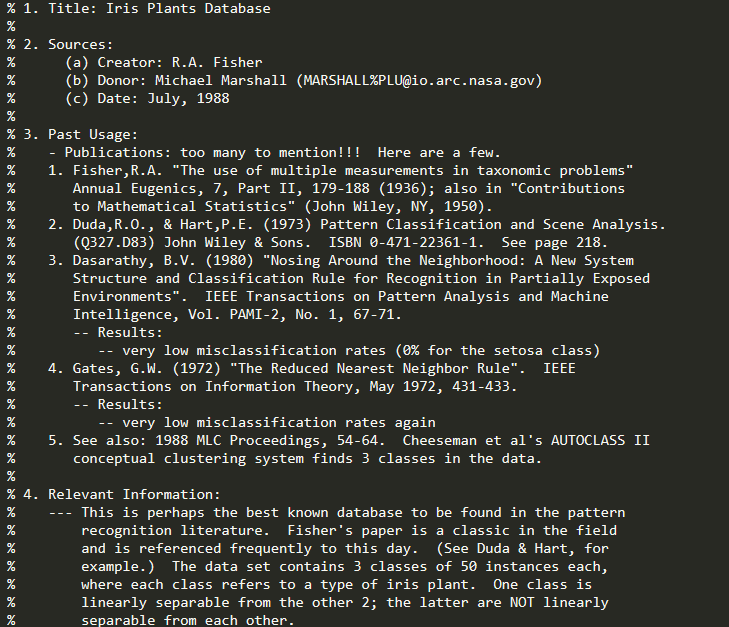 % 1. Title: Iris Plants Database
%
% 2. Sources:
%      (a) Creator: R.A. Fisher
%      (b) Donor: Michael Marshall (MARSHALL%PLU@io.arc.nasa.gov)
%      (c) Date: July, 1988
%
% 3. Past Usage:
%    - Publications: too many to mention!!!  Here are a few.
%    1. Fisher,R.A. "The use of multiple measurements in taxonomic problems"
%       Annual Eugenics, 7, Part II, 179-188 (1936); also in "Contributions
%       to Mathematical Statistics" (John Wiley, NY, 1950).
%    2. Duda,R.O., & Hart,P.E. (1973) Pattern Classification and Scene Analysis.
%       (Q327.D83) John Wiley & Sons.  ISBN 0-471-22361-1.  See page 218.
%    3. Dasarathy, B.V. (1980) "Nosing Around the Neighborhood: A New System
%       Structure and Classification Rule for Recognition in Partially Exposed
%       Environments".  IEEE Transactions on Pattern Analysis and Machine
%       Intelligence, Vol. PAMI-2, No. 1, 67-71.
%       -- Results:
%          -- very low misclassification rates (0% for the setosa class)
%    4. Gates, G.W. (1972) "The Reduced Nearest Neighbor Rule".  IEEE
%       Transactions on Information Theory, May 1972, 431-433.
%       -- Results:
%          -- very low misclassification rates again
%    5. See also: 1988 MLC Proceedings, 54-64.  Cheeseman et al's AUTOCLASS II
%       conceptual clustering system finds 3 classes in the data.
%
% 4. Relevant Information:
%    --- This is perhaps the best known database to be found in the pattern
%        recognition literature.  Fisher's paper is a classic in the field
%        and is referenced frequently to this day.  (See Duda & Hart, for
%        example.)  The data set contains 3 classes of 50 instances each,
%        where each class refers to a type of iris plant.  One class is
%        linearly separable from the other 2; the latter are NOT linearly
%        separable from each other.